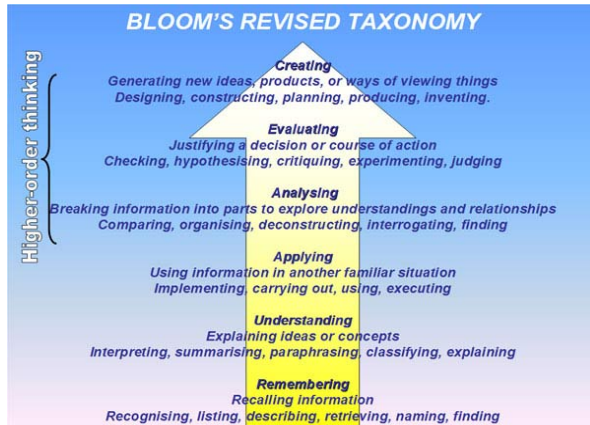 BLOOM'S REVISED TAXONOMY
Higher-order thinking
Creating
Generating new ideas, products, or ways of viewing things
Designing, constructing, planning, producing, inventing.
Evaluating
Justifying a decision or course of action
Checking, hypothesising, critiquing, experimenting, judging
Analysing
Breaking information into parts to explore understandings and relationships
Comparing, organising, deconstructing, interrogating, finding
Applying
Using information in another familiar situation
Implementing, carrying out, using, executing
Understanding
Explaining ideas or concepts
Interpreting, summarising, paraphrasing, classifying, explaining
Remembering
Recalling information
Recognising, listing, describing, retrieving, naming, finding